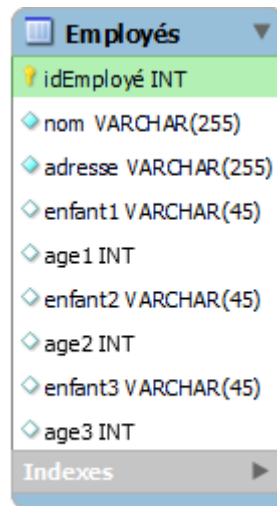 Employés
idEmployé INT
nom VARCHAR(255)
adresse VARCHAR(255)
enfant1 VARCHAR(45)
age1 INT
enfant2 VARCHAR(45)
age2 INT
enfant3 VARCHAR(45)
age3 INT
Indexes